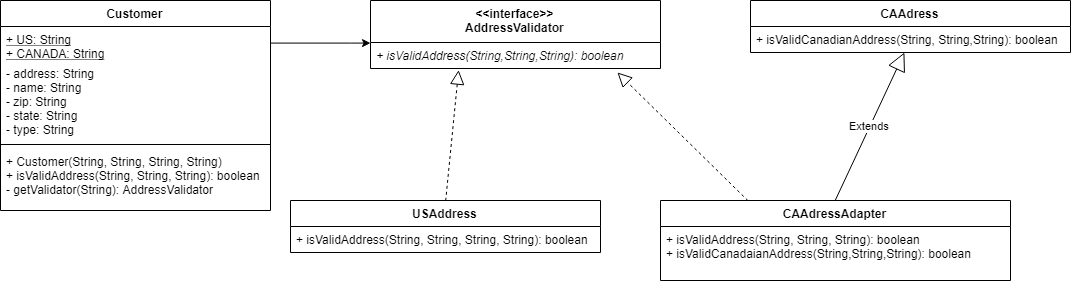 Customer
+ US: String
+ CANADA: String
- address: String
- name: String
- zip: String
- state: String
- type: String
+ Customer(String, String, String, String)
+ isValidAddress(String, String, String): boolean
- getValidator(String): AddressValidator
<<interface>>
AddressValidator
+ isValidAddress(String,String,String): boolean
CAAdress
+ isValidCanadianAddress(String, String,String): boolean
Extends
USAddress
+ isValidAddress(String, String, String, String): boolean
CAAdressAdapter
+ isValidAddress(String, String, String): boolean
+ isValidCanadaianAddress(String,String,String): boolean